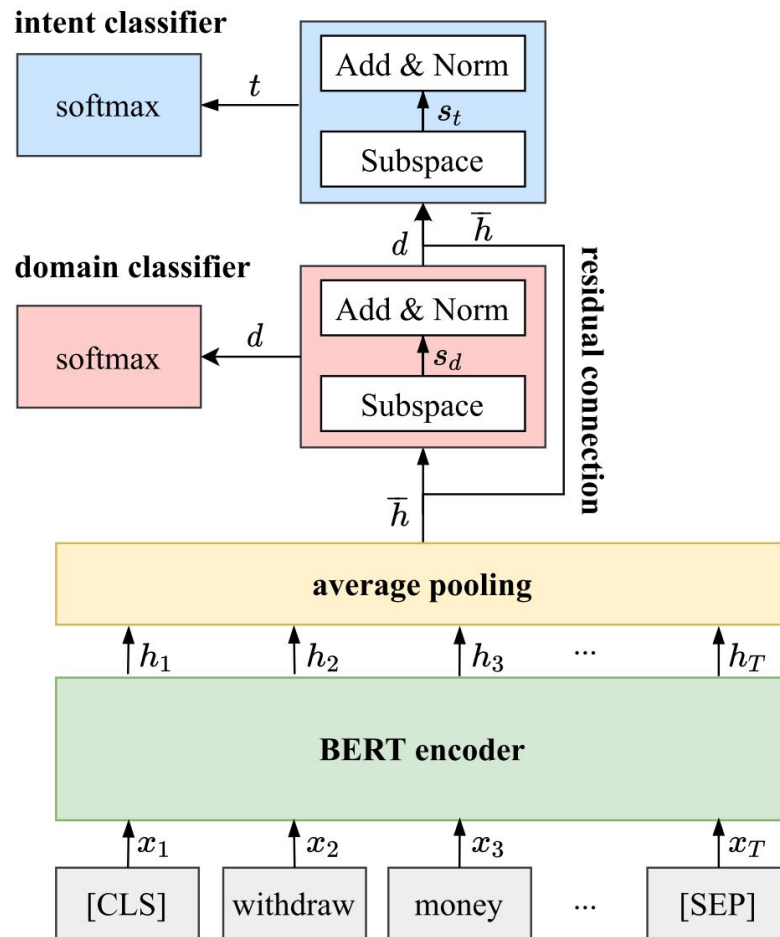 intent classifier
Add & Norm
softmax
t
s_t
Subspace
d
h̅
domain classifier
residual connection
Add & Norm
softmax
d
s_d
Subspace
h̅
average pooling
h_1 h_2 h_3 ... h_T
BERT encoder
x_1 x_2 x_3 x_T
[CLS] withdraw money ... [SEP]